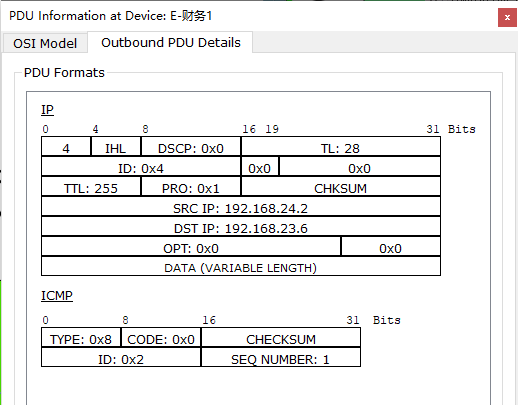 PDU Information at Device: E-财务1
x
OSI Model Outbound PDU Details
PDU Formats
IP
0 4 8 16 19 31 Bits
4 IHL DSCP: 0x0 TL: 28
ID: 0x4 0x0 0x0
TTL: 255 PRO: 0x1 CHKSUM
SRC IP: 192.168.24.2
DST IP: 192.168.23.6
OPT: 0x0 0x0
DATA (VARIABLE LENGTH)
ICMP
0 8 16 31 Bits
TYPE: 0x8 CODE: 0x0 CHECKSUM
ID: 0x2 SEQ NUMBER: 1